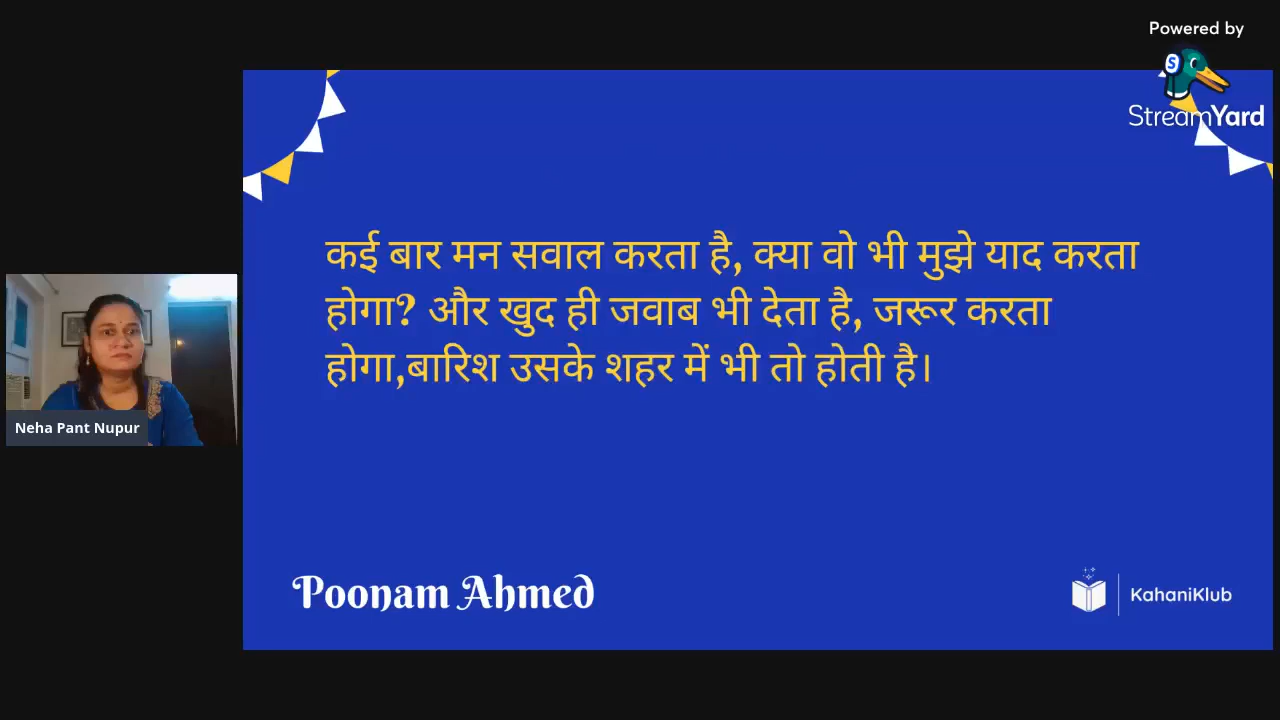 Powered by
StreamYard
कई बार मन सवाल करता है, क्या वो भी मुझे याद करता
होगा? और खुद ही जवाब भी देता है, जरूर करता
होगा,बारिश उसके शहर में भी तो होती है।
Neha Pant Nupur
Poonam Ahmed
KahaniKlub